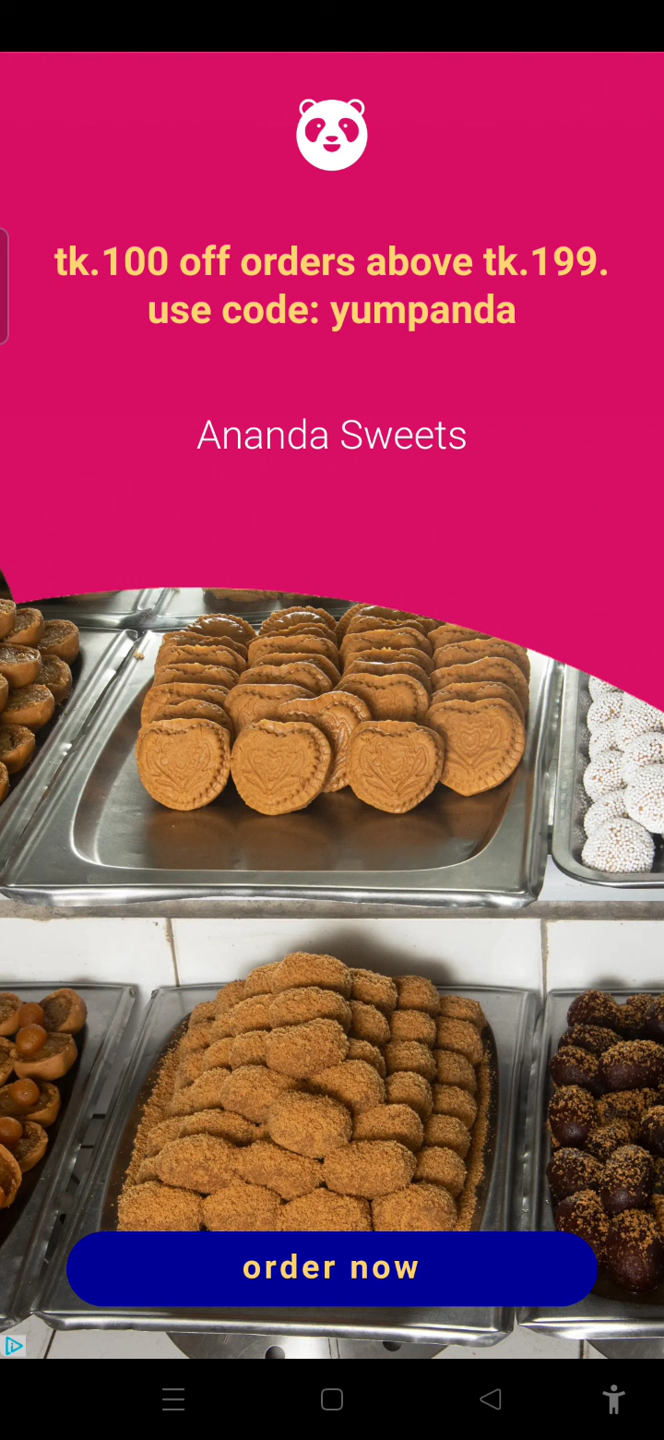 tk.100 off orders above tk.199.
use code: yumpanda
Ananda Sweets
order now